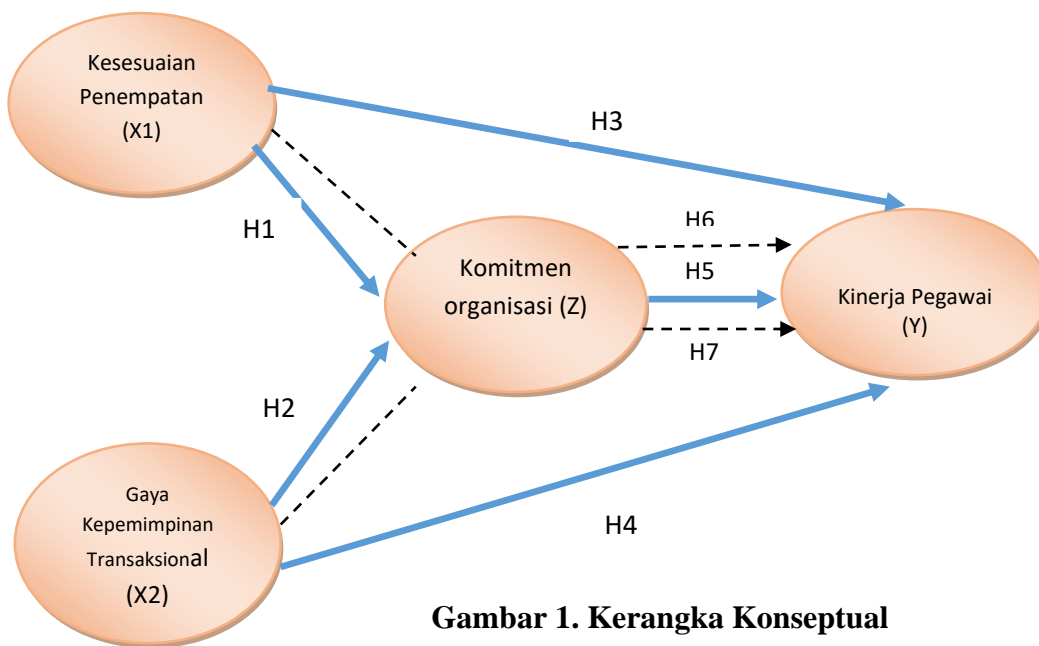 Kesesuaian
Penempatan
(X1)
H3
H1
H6
Komitmen
organisasi (Z)
H5
Kinerja Pegawai
(Y)
H7
H2
Gaya
Kepemimpinan
Transaksional
(X2)
H4
Gambar 1. Kerangka Konseptual